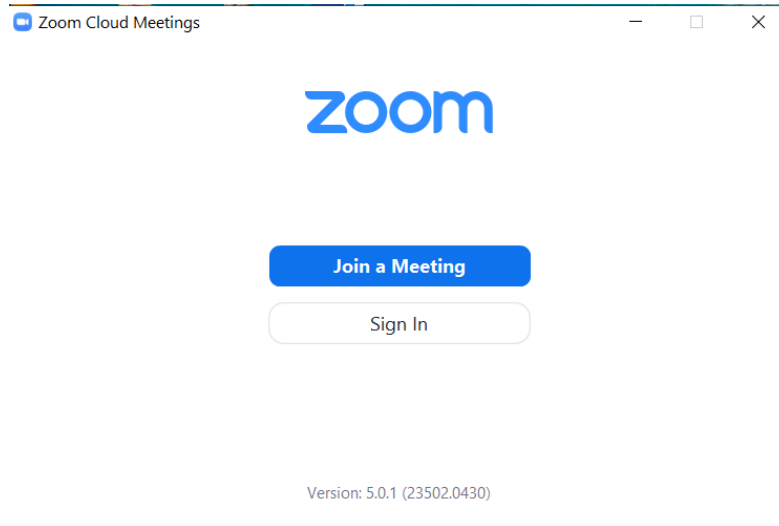 Zoom Cloud Meetings
zoom
Join a Meeting
Sign In
Version: 5.0.1 (23502.0430)